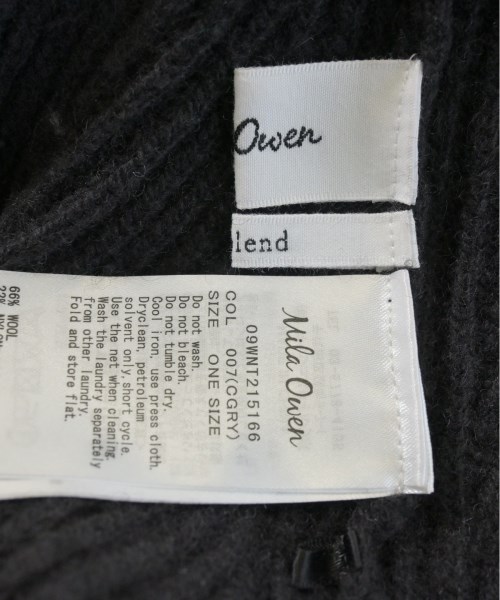 Owen
lend
Mila Owen
09WNT215166
COL 007(CGRY)
SIZE ONE SIZE
Do not wash.
Do not bleach.
Do not tumble dry.
Cool iron, use press cloth.
Dryclean, petroleum
solvent only, short cycle.
Use the net when cleaning.
Wash the laundry separately
from other laundry.
Fold and store flat.
66% WOOL